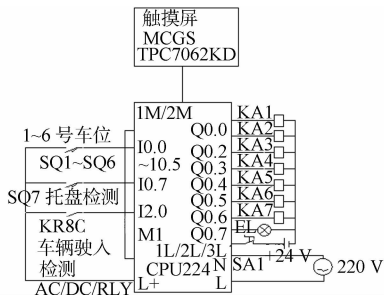 触摸屏
MCGS
TPC7062KD
1M/2M
KA1
KA2
KA3
KA4
KA5
KA6
KA7
EL
Q0.0
Q0.2
Q0.3
Q0.4
Q0.5
Q0.6
Q0.7
1~6 号车位
SQ1~SQ6
I0.0
~10.5
SQ7 托盘检测
I0.7
KR8C
车辆驶入
检测
I2.0
M1
1L/2L/3L
CPU224
N
L+
L
AC/DC/RLY
SA1
24 V
220 V